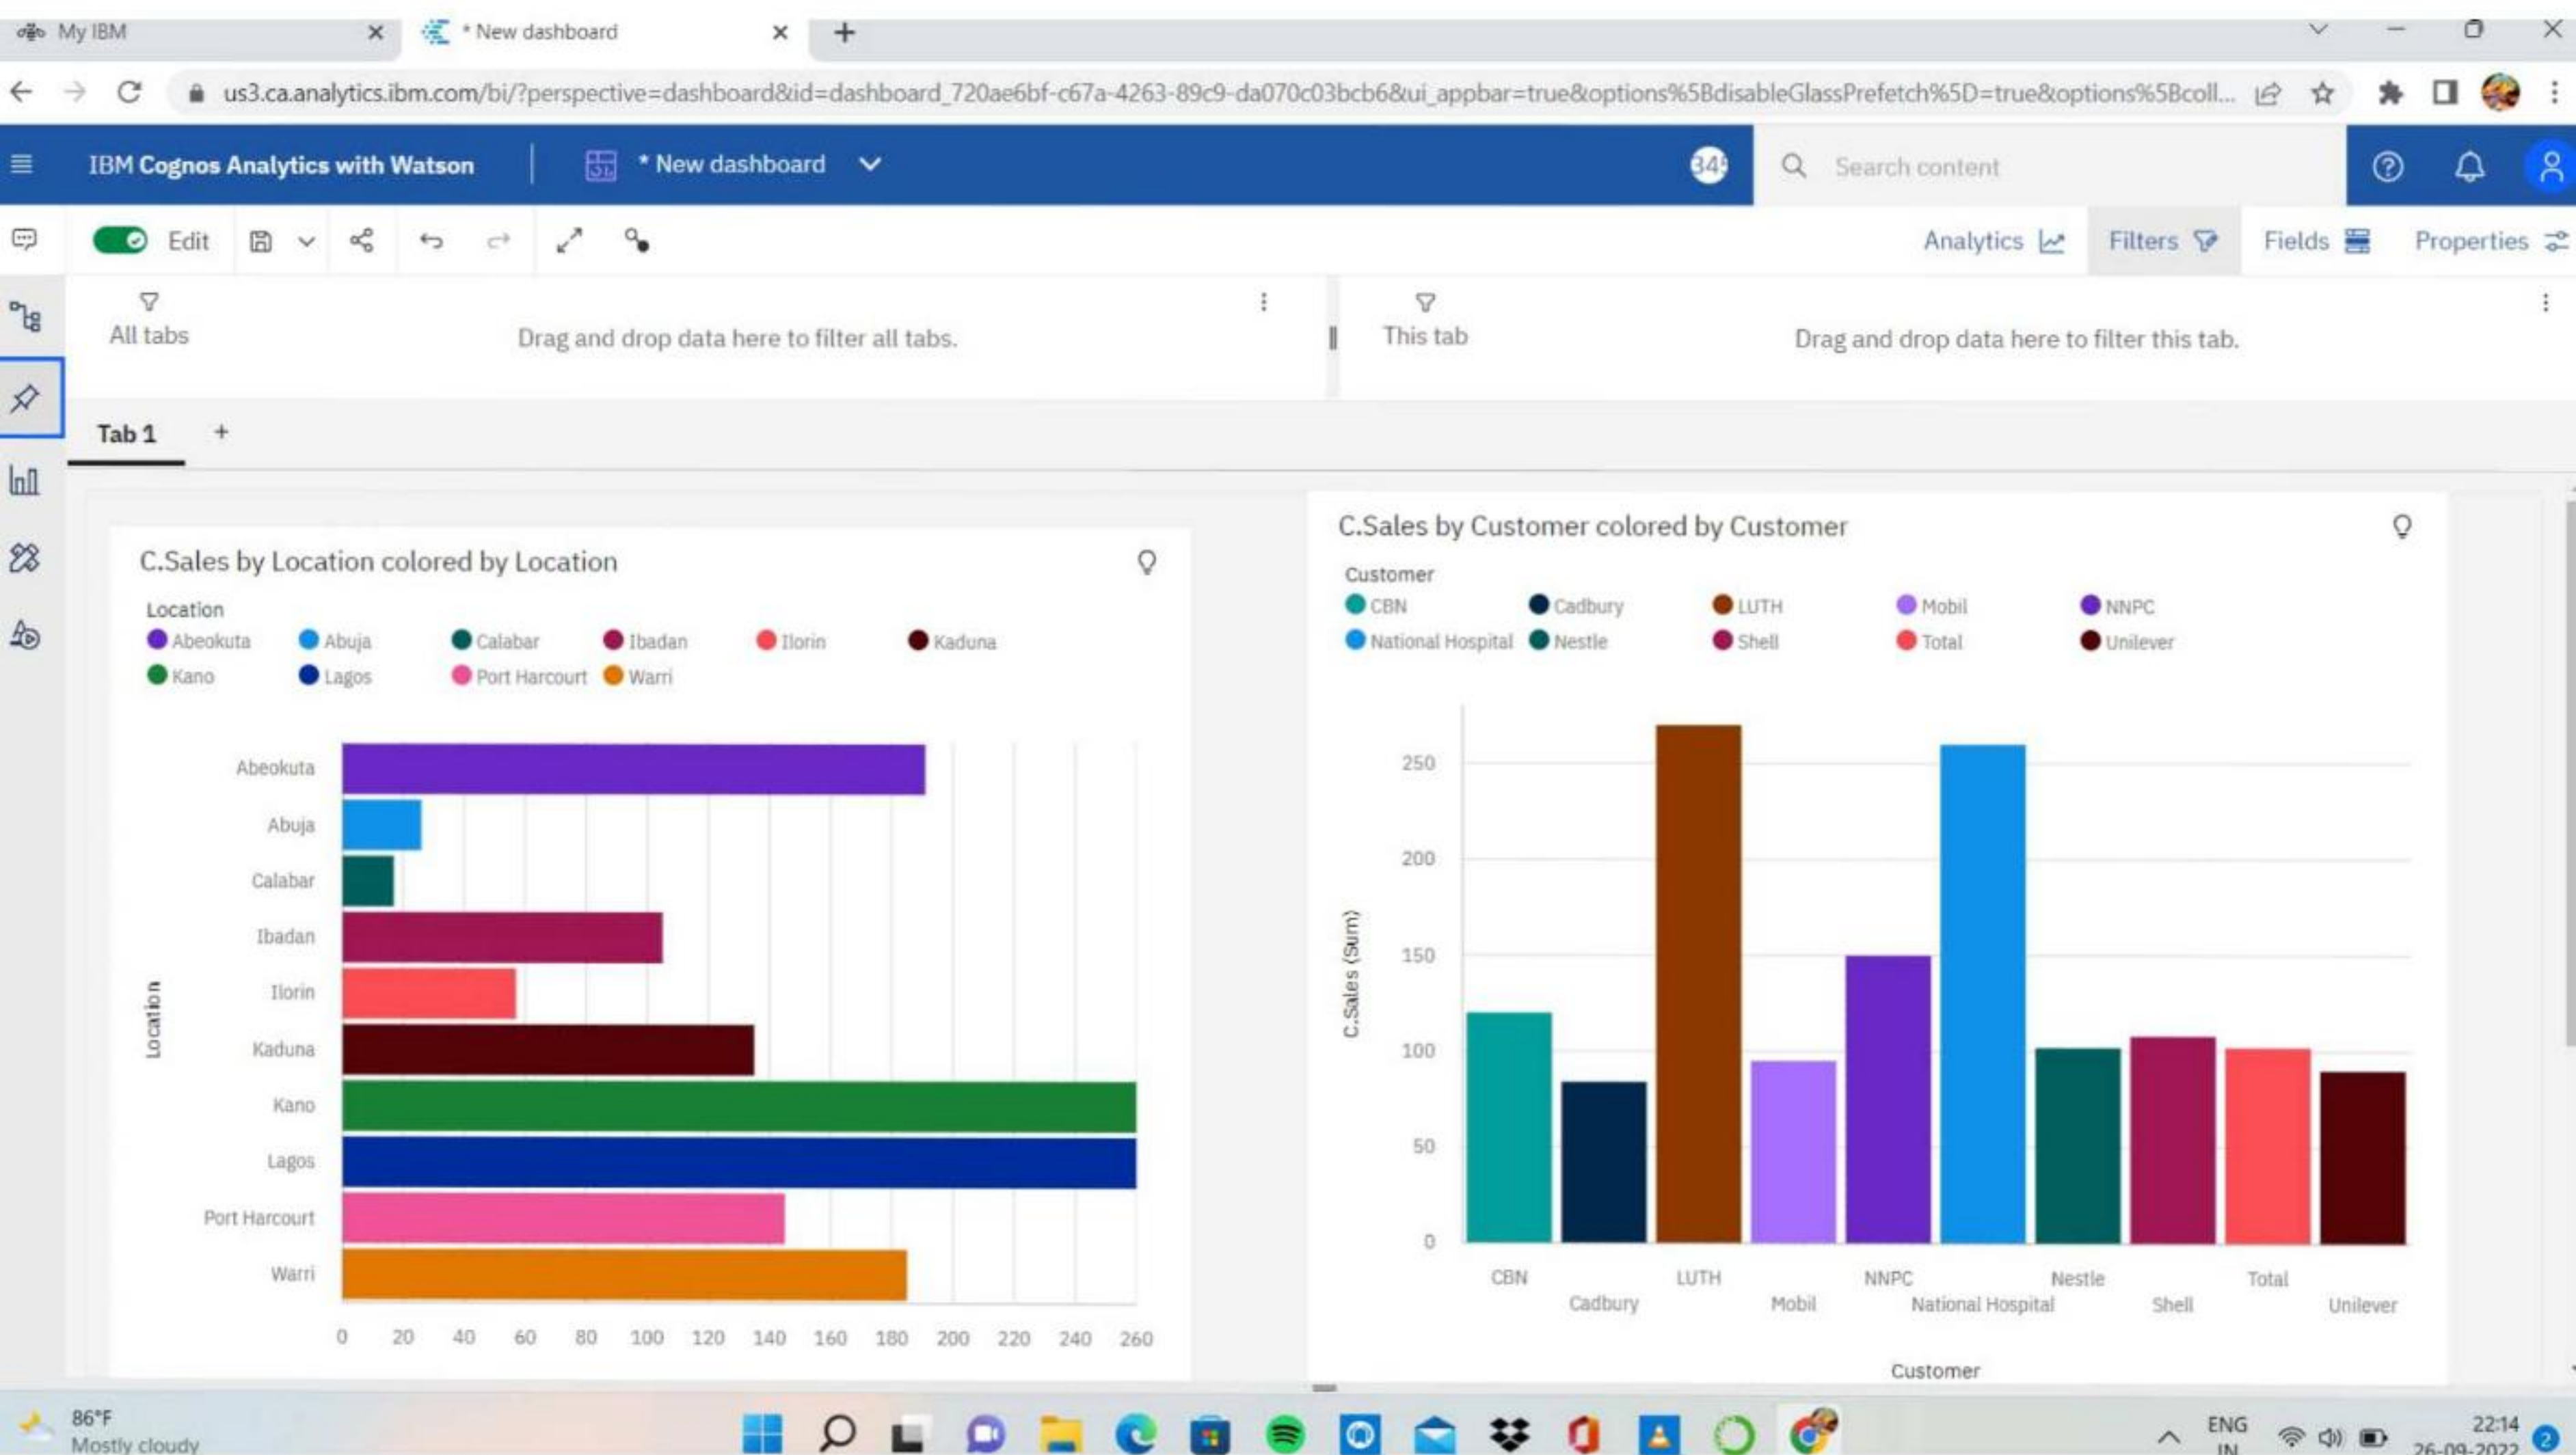 My IBM
* New dashboard
us3.ca.analytics.ibm.com/bi/?perspective=dashboard&id=dashboard_720ae6bf-c67a-4263-89c9-da070c03bcb6&ui_appbar=true&options%5BdisableGlassPrefetch%5D=true&options%5Bcoll...
IBM Cognos Analytics with Watson
* New dashboard
Search content
Edit
Analytics
Filters
Fields
Properties
All tabs
Drag and drop data here to filter all tabs.
This tab
Drag and drop data here to filter this tab.
Tab 1
C.Sales by Location colored by Location
Location
Abeokuta Abuja Calabar Ibadan Ilorin Kaduna
Kano Lagos Port Harcourt Warri
Location
Abeokuta
Abuja
Calabar
Ibadan
Ilorin
Kaduna
Kano
Lagos
Port Harcourt
Warri
0 20 40 60 80 100 120 140 160 180 200 220 240 260
C.Sales by Customer colored by Customer
Customer
CBN Cadbury LUTH Mobil NNPC
National Hospital Nestle Shell Total Unilever
C.Sales (Sum)
250
200
150
100
50
0
CBN LUTH NNPC Nestle Total
Cadbury Mobil National Hospital Shell Unilever
Customer
86°F
Mostly cloudy
ENG
IN
22:14
26-09-2022
2